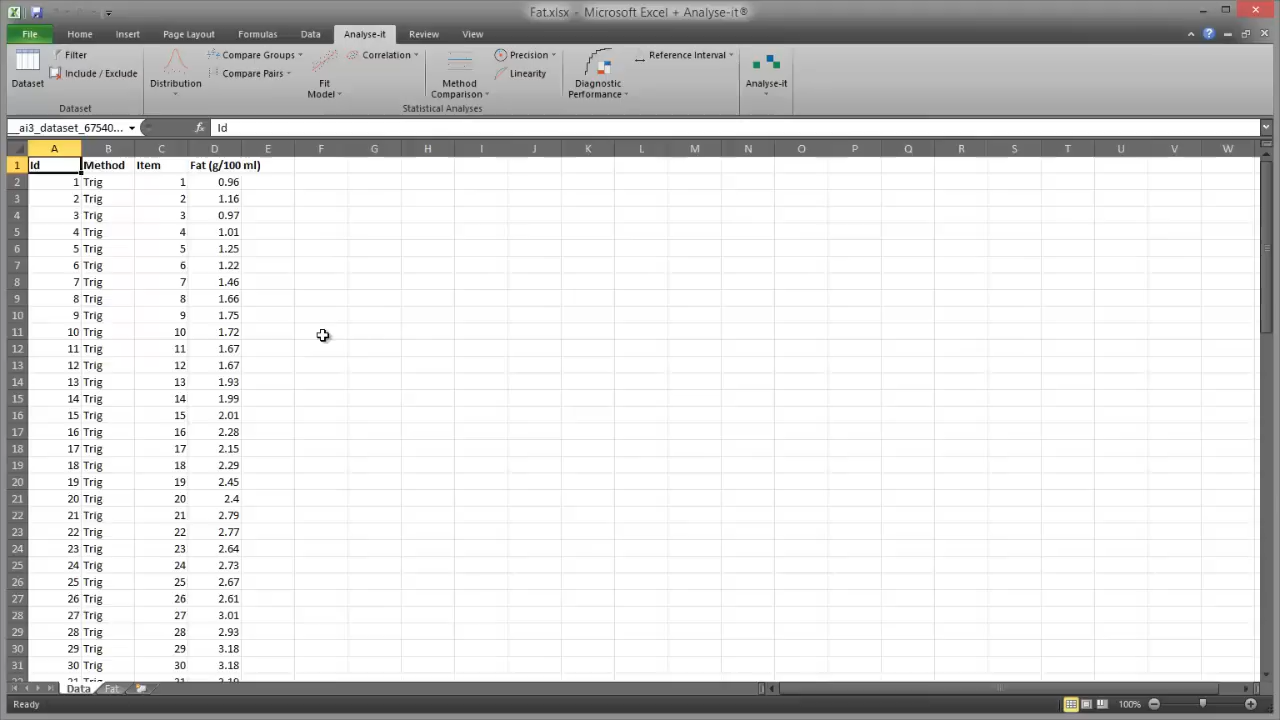 Fat.xlsx - Microsoft Excel + Analyse-it®
File Home Insert Page Layout Formulas Data Analyse-it Review View
Dataset
Filter
Include / Exclude
Dataset
Distribution
Compare Groups
Compare Pairs
Fit Model
Correlation
Method Comparison
Precision
Linearity
Diagnostic Performance
Reference Interval
Statistical Analyses
Analyse-it
__ai3_dataset_67540... fx Id
A B C D E F G H I J K L M N O P Q R S T U V W
1 Id Method Item Fat (g/100 ml)
2 1 Trig 1 0.96
3 2 Trig 2 1.16
4 3 Trig 3 0.97
5 4 Trig 4 1.01
6 5 Trig 5 1.25
7 6 Trig 6 1.22
8 7 Trig 7 1.46
9 8 Trig 8 1.66
10 9 Trig 9 1.75
11 10 Trig 10 1.72
12 11 Trig 11 1.67
13 12 Trig 12 1.67
14 13 Trig 13 1.93
15 14 Trig 14 1.99
16 15 Trig 15 2.01
17 16 Trig 16 2.28
18 17 Trig 17 2.15
19 18 Trig 18 2.29
20 19 Trig 19 2.45
21 20 Trig 20 2.4
22 21 Trig 21 2.79
23 22 Trig 22 2.77
24 23 Trig 23 2.64
25 24 Trig 24 2.73
26 25 Trig 25 2.67
27 26 Trig 26 2.61
28 27 Trig 27 3.01
29 28 Trig 28 2.93
30 29 Trig 29 3.18
31 30 Trig 30 3.18
Data Fat
Ready 100%